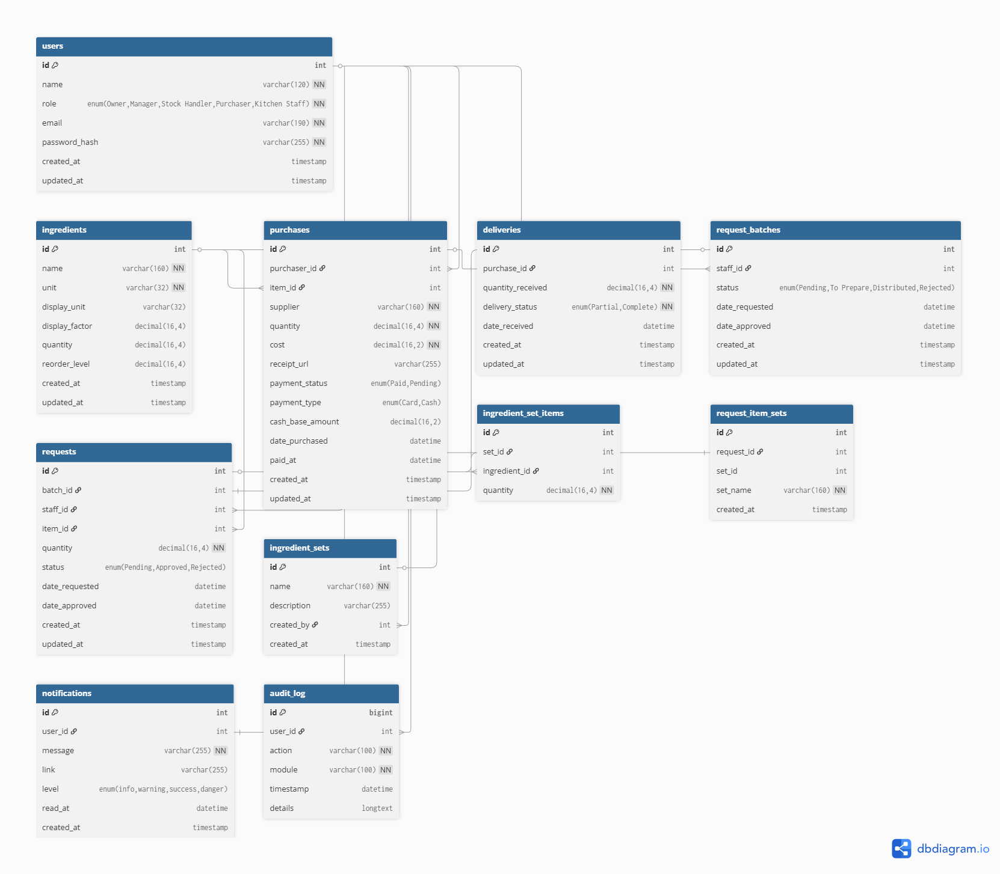 users
id int
name varchar(120) NN
role enum(Owner,Manager,Stock Handler,Purchaser,Kitchen Staff) NN
email varchar(190) NN
password_hash varchar(255) NN
created_at timestamp
updated_at timestamp
ingredients
id int
name varchar(160) NN
unit varchar(32) NN
display_unit varchar(32)
display_factor decimal(16,4)
quantity decimal(16,4)
reorder_level decimal(16,4)
created_at timestamp
updated_at timestamp
purchases
id int
purchaser_id int
item_id int
supplier varchar(160) NN
quantity decimal(16,4) NN
cost decimal(16,2) NN
receipt_url varchar(255)
payment_status enum(Paid,Pending)
payment_type enum(Card,Cash)
cash_base_amount decimal(16,2)
date_purchased datetime
paid_at datetime
created_at timestamp
updated_at timestamp
deliveries
id int
purchase_id int
quantity_received decimal(16,4) NN
delivery_status enum(Partial,Complete) NN
date_received datetime
created_at timestamp
updated_at timestamp
request_batches
id int
staff_id int
status enum(Pending,To Prepare,Distributed,Rejected)
date_requested datetime
date_approved datetime
created_at timestamp
updated_at timestamp
ingredient_set_items
id int
set_id int
ingredient_id int
quantity decimal(16,4) NN
request_item_sets
id int
request_id int
set_id int
set_name varchar(160) NN
created_at timestamp
requests
id int
batch_id int
staff_id int
item_id int
quantity decimal(16,4) NN
status enum(Pending,Approved,Rejected)
date_requested datetime
date_approved datetime
created_at timestamp
updated_at timestamp
ingredient_sets
id int
name varchar(160) NN
description varchar(255)
created_by int
created_at timestamp
notifications
id int
user_id int
message varchar(255) NN
link varchar(255)
level enum(info,warning,success,danger)
read_at datetime
created_at timestamp
audit_log
id bigint
user_id int
action varchar(100) NN
module varchar(100) NN
timestamp datetime
details longtext
dbdiagram.io